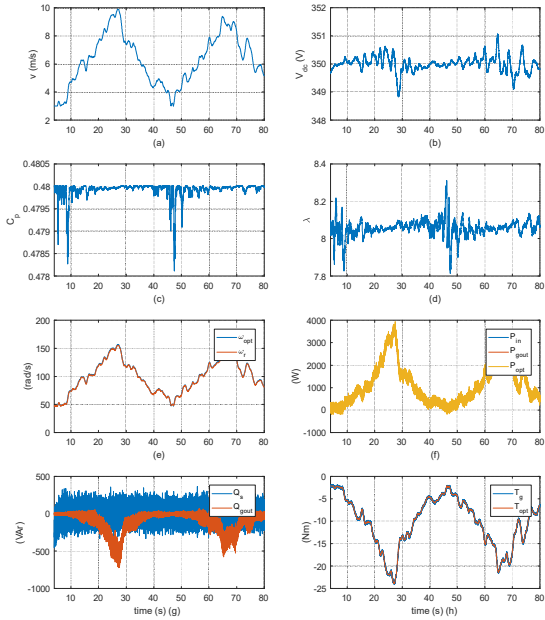 10
8
6
4
2
v (m/s)
10 20 30 40 50 60 70 80
(a)
352
350
349
348
V_dc (V)
10 20 30 40 50 60 70 80
(b)
0.4805
0.48
0.4795
0.479
0.4785
0.478
C_p
10 20 30 40 50 60 70 80
(c)
8.4
8.2
8
7.8
λ
10 20 30 40 50 60 70 80
(d)
200
150
100
50
0
(rad/s)
ω_opt
ω_r
10 20 30 40 50 60 70 80
(e)
4000
3000
2000
1000
0
-1000
(W)
P_in
P_gout
P_opt
10 20 30 40 50 60 70 80
(f)
500
0
-500
-1000
(VAr)
Q_s
Q_gout
10 20 30 40 50 60 70 80
time (s) (g)
0
-5
-10
-15
-20
-25
(Nm)
T_g
T_opt
10 20 30 40 50 60 70 80
time (s) (h)